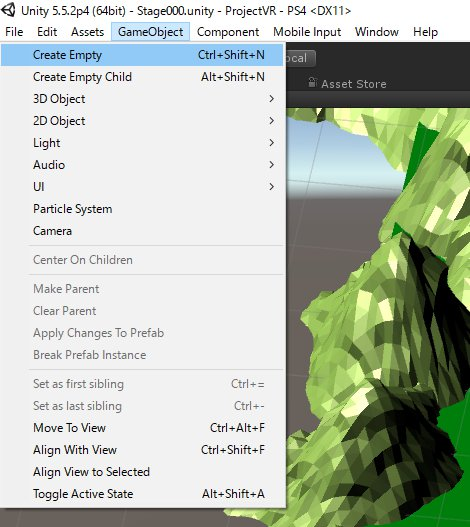 Unity 5.5.2p4 (64bit) - Stage000.unity - ProjectVR - PS4 <DX11>
File Edit Assets GameObject Component Mobile Input Window Help
Create Empty Ctrl+Shift+N
Create Empty Child Alt+Shift+N
3D Object
2D Object
Light
Audio
UI
Particle System
Camera
Center On Children
Make Parent
Clear Parent
Apply Changes To Prefab
Break Prefab Instance
Set as first sibling Ctrl+=
Set as last sibling Ctrl+-
Move To View Ctrl+Alt+F
Align With View Ctrl+Shift+F
Align View to Selected
Toggle Active State Alt+Shift+A
ocal
Asset Store